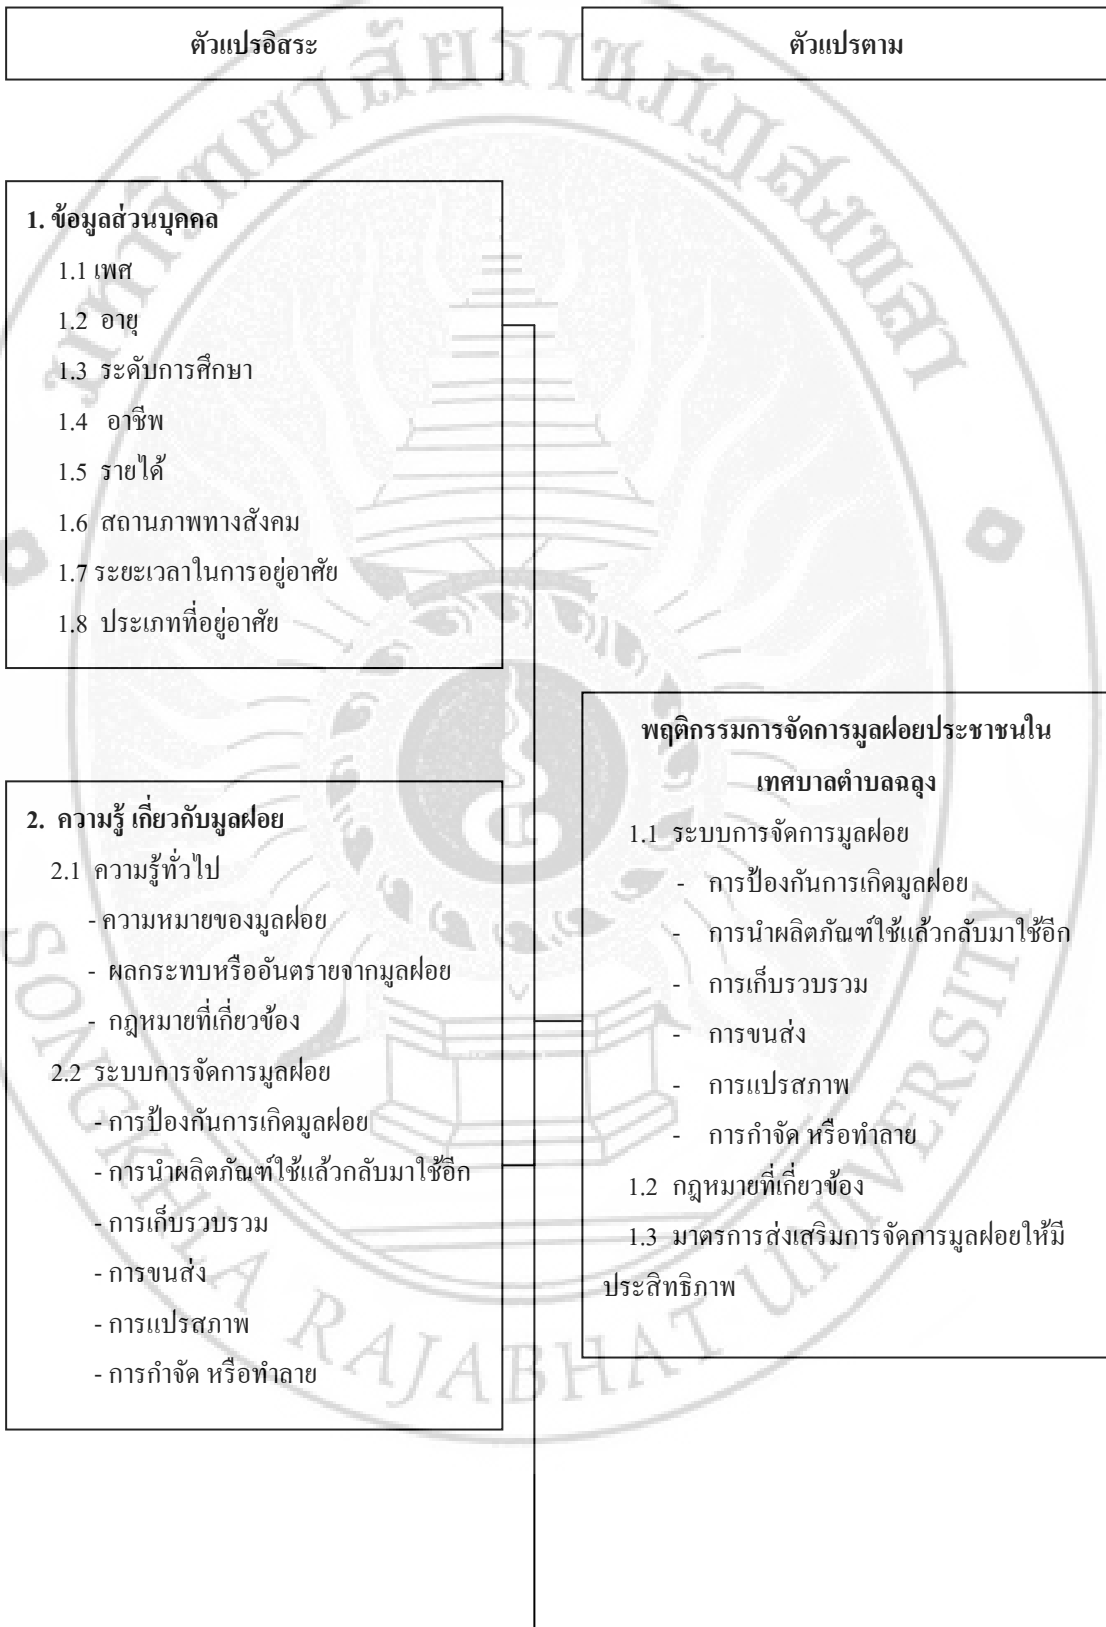 ตัวแปรอิสระ
ตัวแปรตาม
1. ข้อมูลส่วนบุคคล
1.1 เพศ
1.2 อายุ
1.3 ระดับการศึกษา
1.4 อาชีพ
1.5 รายได้
1.6 สถานภาพทางสังคม
1.7 ระยะเวลาในการอยู่อาศัย
1.8 ประเภทที่อยู่อาศัย
2. ความรู้ เกี่ยวกับมูลฝอย
2.1 ความรู้ทั่วไป
- ความหมายของมูลฝอย
- ผลกระทบหรืออันตรายจากมูลฝอย
- กฎหมายที่เกี่ยวข้อง
2.2 ระบบการจัดการมูลฝอย
- การป้องกันการเกิดมูลฝอย
- การนำผลิตภัณฑ์ใช้แล้วกลับมาใช้อีก
- การเก็บรวบรวม
- การขนส่ง
- การแปรสภาพ
- การกำจัด หรือทำลาย
พฤติกรรมการจัดการมูลฝอยประชาชนใน
เทศบาลตำบลฉลุง
1.1 ระบบการจัดการมูลฝอย
- การป้องกันการเกิดมูลฝอย
- การนำผลิตภัณฑ์ใช้แล้วกลับมาใช้อีก
- การเก็บรวบรวม
- การขนส่ง
- การแปรสภาพ
- การกำจัด หรือทำลาย
1.2 กฎหมายที่เกี่ยวข้อง
1.3 มาตรการส่งเสริมการจัดการมูลฝอยให้มี
ประสิทธิภาพ
มหาวิทยาลัยราชภัฏสงขลา
SONGKHLA RAJABHAT UNIVERSITY